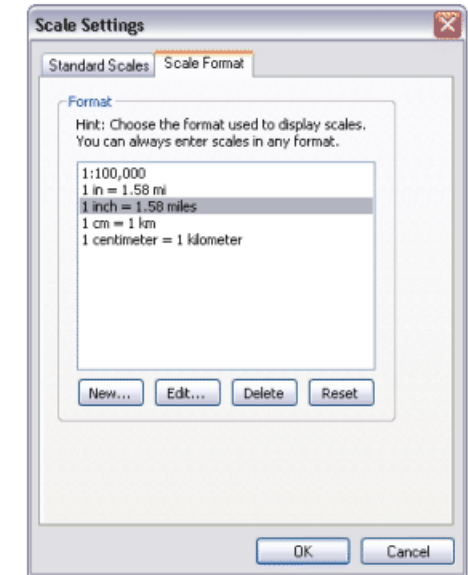 Scale Settings
Standard Scales Scale Format
Format
Hint: Choose the format used to display scales.
You can always enter scales in any format.
1:100,000
1 in = 1.58 mi
1 inch = 1.58 miles
1 cm = 1 km
1 centimeter = 1 kilometer
New... Edit... Delete Reset
OK Cancel